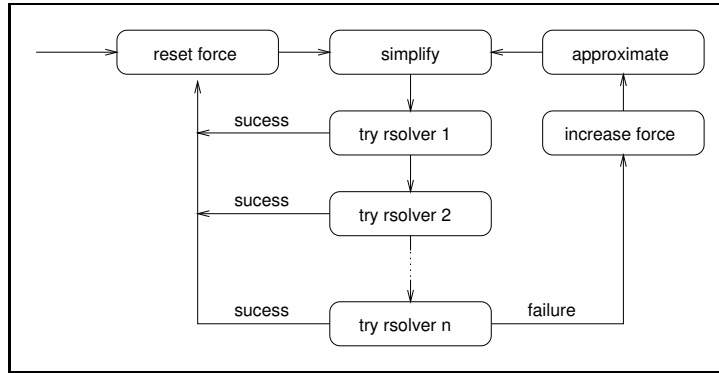 reset force
simplify
approximate
sucess
try rsolver 1
increase force
sucess
try rsolver 2
sucess
try rsolver n
failure